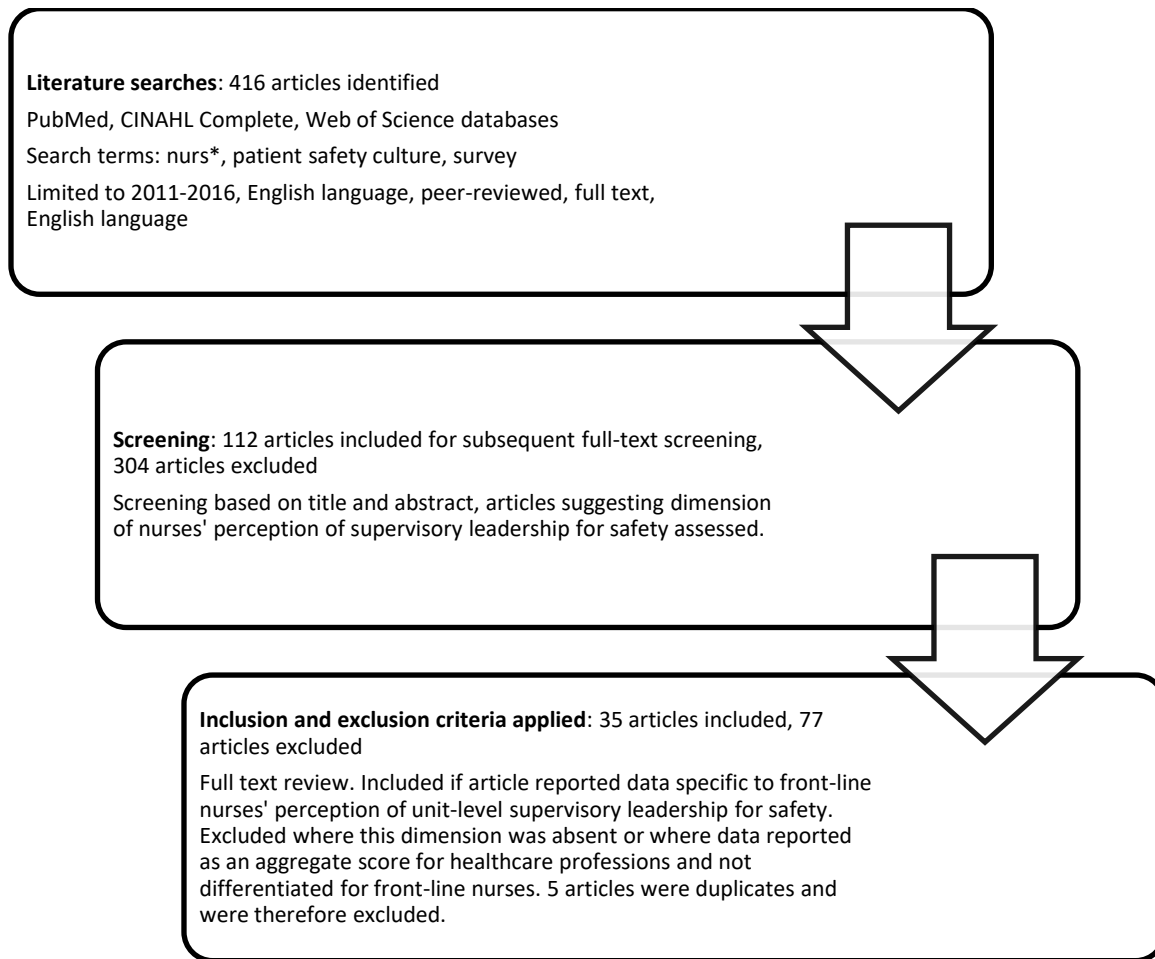 Literature searches: 416 articles identified
PubMed, CINAHL Complete, Web of Science databases
Search terms: nurs*, patient safety culture, survey
Limited to 2011-2016, English language, peer-reviewed, full text,
English language
Screening: 112 articles included for subsequent full-text screening,
304 articles excluded
Screening based on title and abstract, articles suggesting dimension
of nurses' perception of supervisory leadership for safety assessed.
Inclusion and exclusion criteria applied: 35 articles included, 77
articles excluded
Full text review. Included if article reported data specific to front-line
nurses' perception of unit-level supervisory leadership for safety.
Excluded where this dimension was absent or where data reported
as an aggregate score for healthcare professions and not
differentiated for front-line nurses. 5 articles were duplicates and
were therefore excluded.